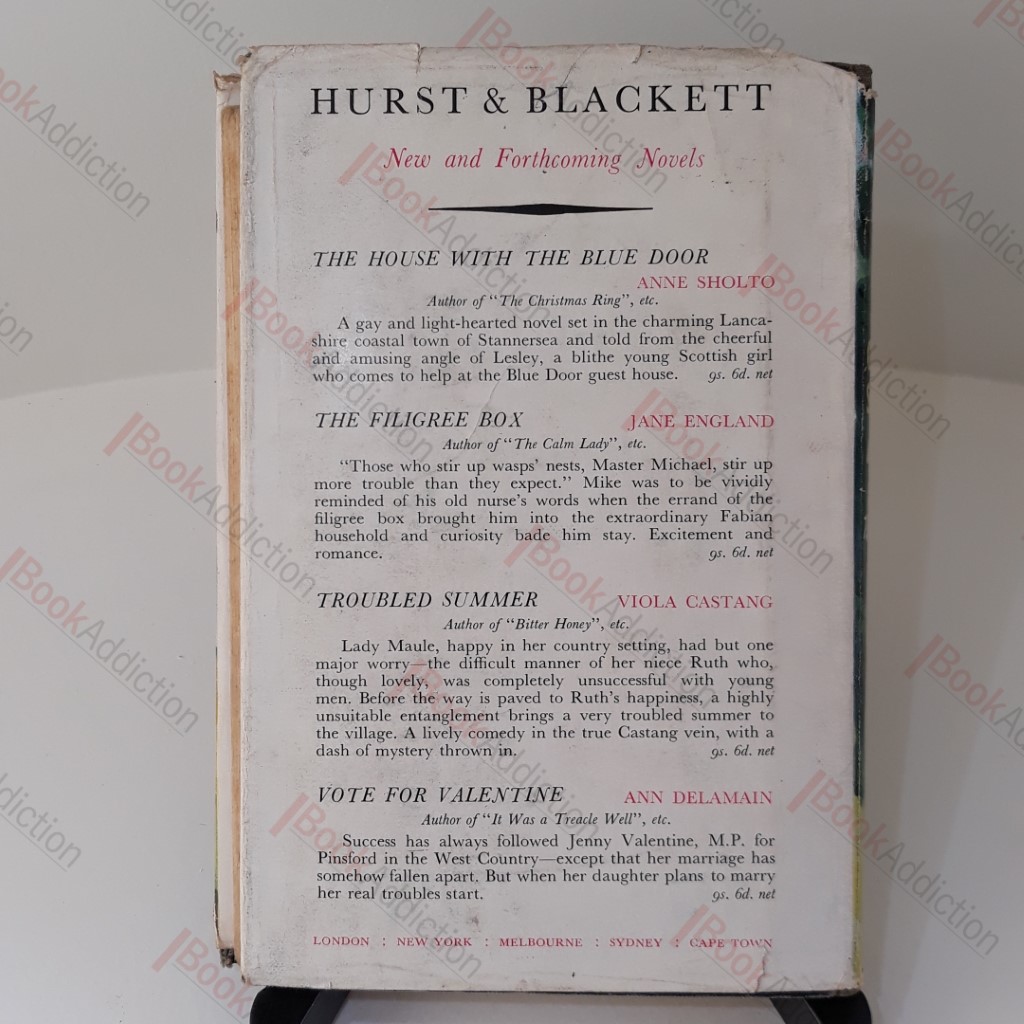 HURST & BLACKETT
New and Forthcoming Novels
THE HOUSE WITH THE BLUE DOOR
ANNE SHOLTO
Author of "The Christmas Ring", etc.
A gay and light-hearted novel set in the charming Lanca-
shire coastal town of Stannersea and told from the cheerful
and amusing angle of Lesley, a blithe young Scottish girl
who comes to help at the Blue Door guest house. 9s. 6d. net
THE FILIGREE BOX JANE ENGLAND
Author of "The Calm Lady", etc.
"Those who stir up wasps' nests, Master Michael, stir up
more trouble than they expect." Mike was to be vividly
reminded of his old nurse's words when the errand of the
filigree box brought him into the extraordinary Fabian
household and curiosity bade him stay. Excitement and
romance. 9s. 6d. net
TROUBLED SUMMER VIOLA CASTANG
Author of "Bitter Honey", etc.
Lady Maule, happy in her country setting, had but one
major worry—the difficult manner of her niece Ruth who,
though lovely, was completely unsuccessful with young
men. Before the way is paved to Ruth's happiness, a highly
unsuitable entanglement brings a very troubled summer to
the village. A lively comedy in the true Castang vein, with a
dash of mystery thrown in. 9s. 6d. net
VOTE FOR VALENTINE ANN DELAMAIN
Author of "It Was a Treacle Well", etc.
Success has always followed Jenny Valentine, M.P. for
Pinsford in the West Country—except that her marriage has
somehow fallen apart. But when her daughter plans to marry
her real troubles start. 9s. 6d. net
LONDON : NEW YORK : MELBOURNE : SYDNEY : CAPE TOWN
BookAddiction